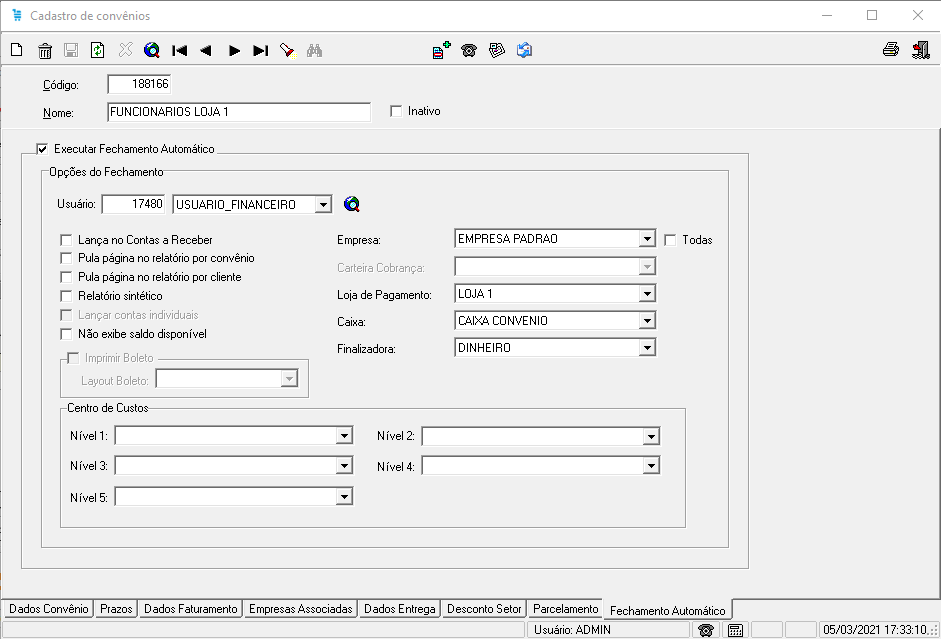 Cadastro de convênios
Código: 188166
Nome: FUNCIONARIOS LOJA 1 Inativo
Executar Fechamento Automático
Opções do Fechamento
Usuário: 17480 USUARIO_FINANCEIRO
Lança no Contas a Receber
Pula página no relatório por convênio
Pula página no relatório por cliente
Relatório sintético
Lançar contas individuais
Não exibe saldo disponível
Imprimir Boleto
Layout Boleto:
Empresa: EMPRESA PADRAO Todas
Carteira Cobrança:
Loja de Pagamento: LOJA 1
Caixa: CAIXA CONVENIO
Finalizadora: DINHEIRO
Centro de Custos
Nível 1: Nível 2:
Nível 3: Nível 4:
Nível 5:
Dados Convênio Prazos Dados Faturamento Empresas Associadas Dados Entrega Desconto Setor Parcelamento Fechamento Automático
Usuário: ADMIN 05/03/2021 17:33:10